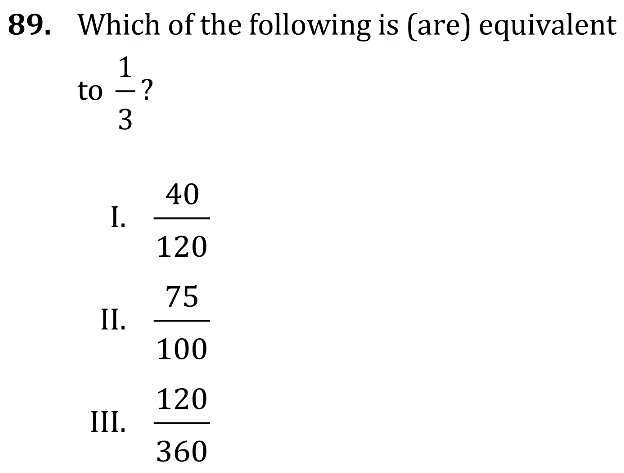 89. Which of the following is (are) equivalent
to 1/3?
I. 40/120
II. 75/100
III. 120/360